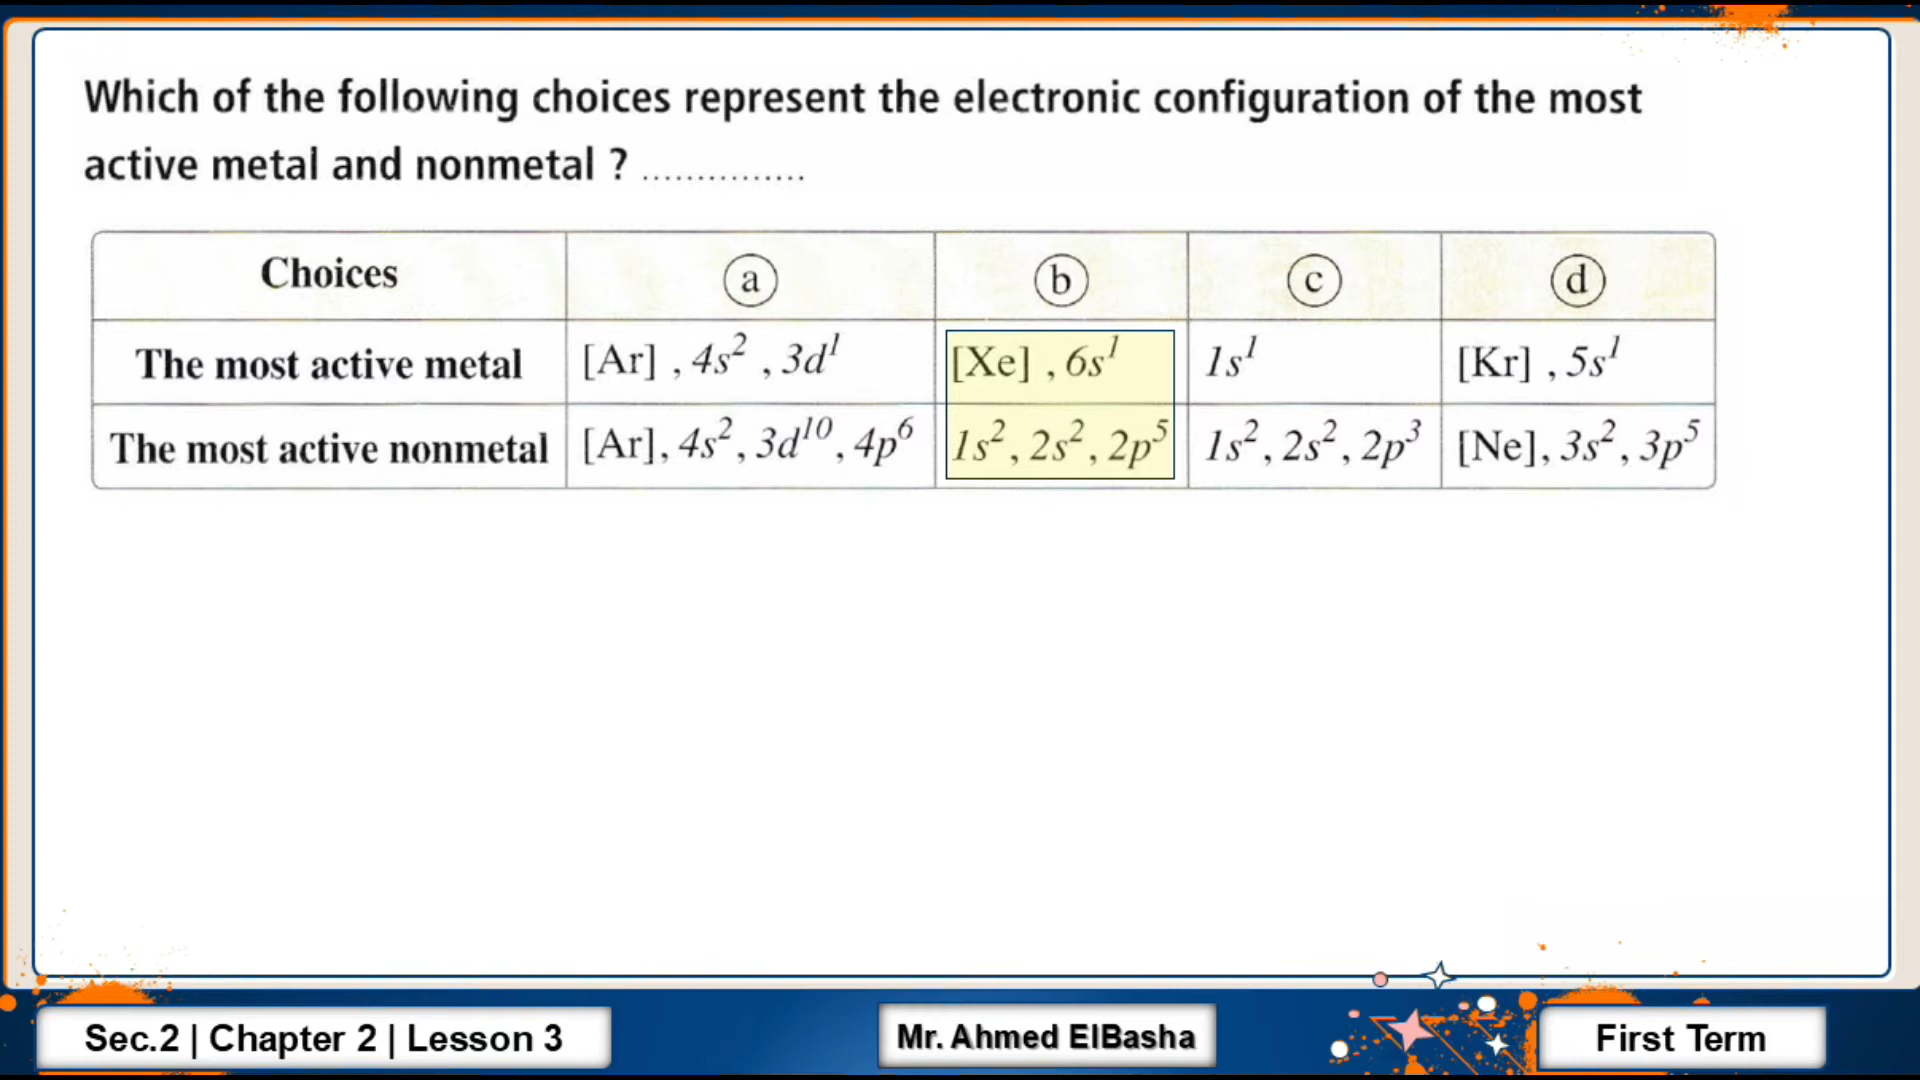 Which of the following choices represent the electronic configuration of the most
active metal and nonmetal ? ...............
Choices a b c d
The most active metal [Ar] , 4s² , 3d¹ [Xe] , 6s¹ 1s¹ [Kr] , 5s¹
The most active nonmetal [Ar], 4s², 3d¹⁰, 4p⁶ 1s², 2s², 2p⁵ 1s², 2s², 2p³ [Ne], 3s², 3p⁵
Sec.2 | Chapter 2 | Lesson 3 Mr. Ahmed ElBasha First Term